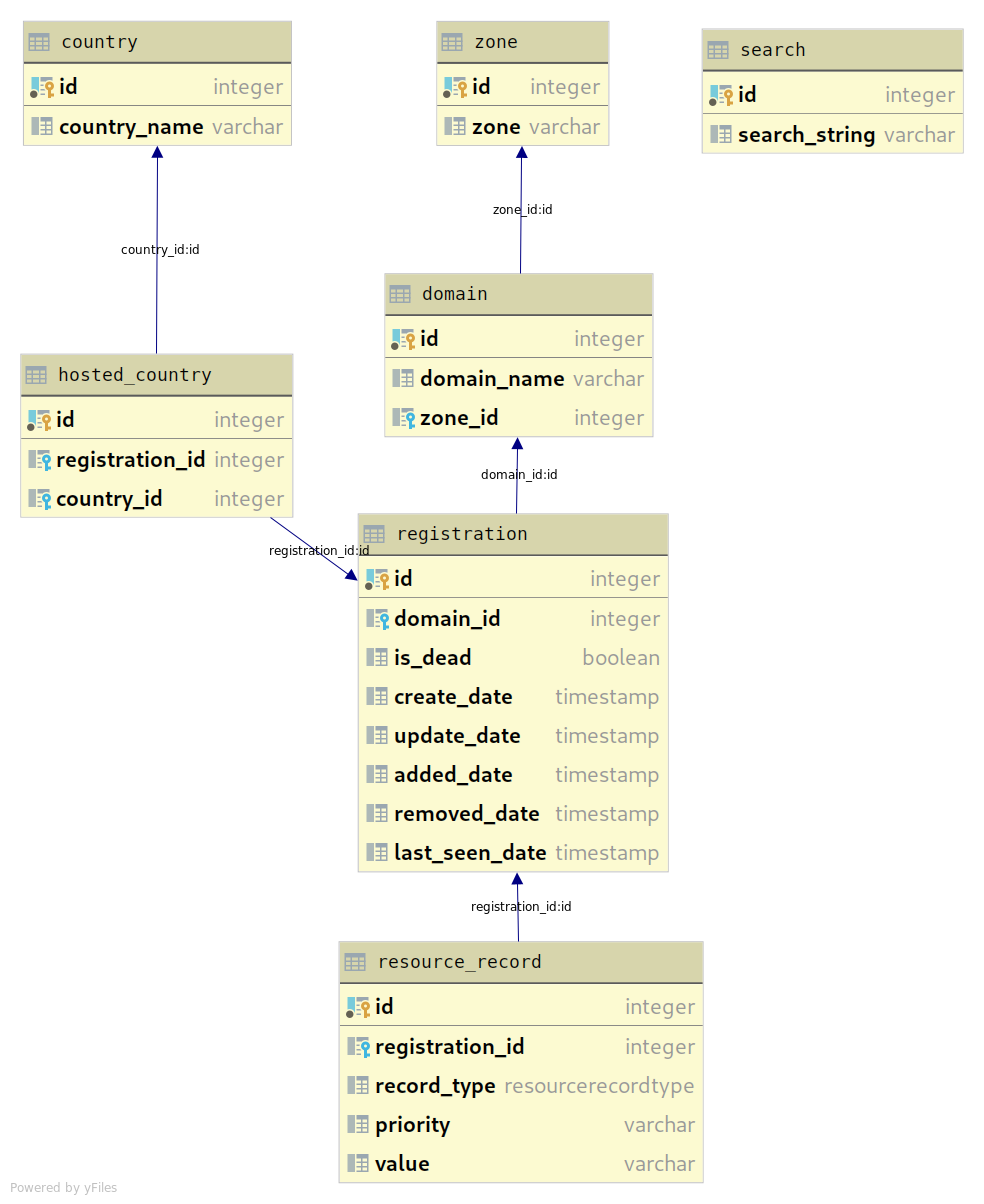 country
id integer
country_name varchar
zone
id integer
zone varchar
search
id integer
search_string varchar
zone_id:id
country_id:id
domain
id integer
domain_name varchar
zone_id integer
hosted_country
id integer
registration_id integer
country_id integer
domain_id:id
registration_id:id
registration
id integer
domain_id integer
is_dead boolean
create_date timestamp
update_date timestamp
added_date timestamp
removed_date timestamp
last_seen_date timestamp
registration_id:id
resource_record
id integer
registration_id integer
record_type resourcerecordtype
priority varchar
value varchar
Powered by yFiles